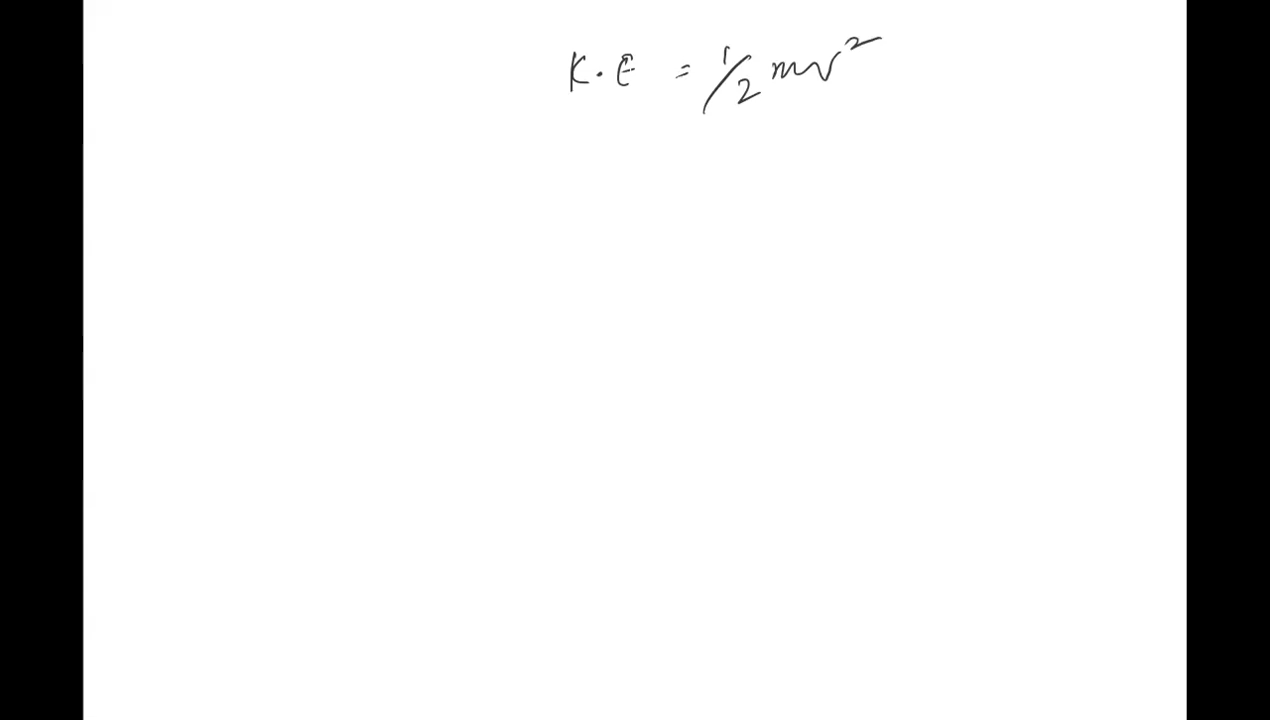 K.E = 1/2 mv²